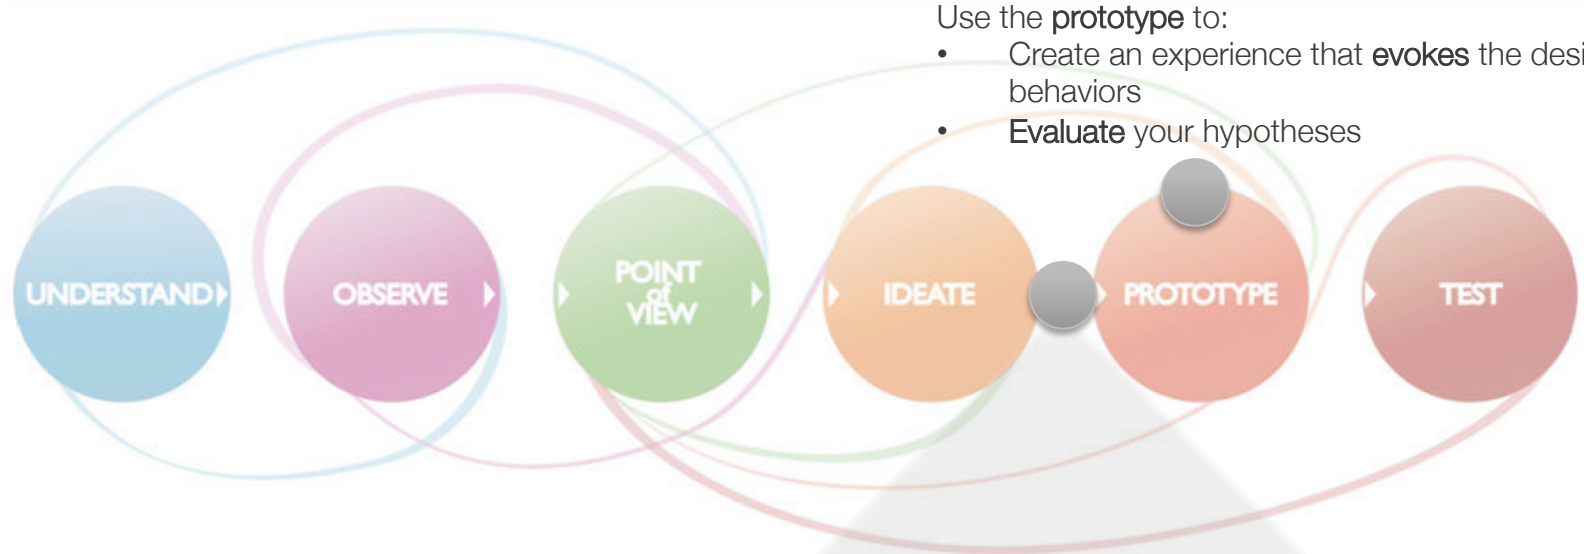 Use the prototype to:
• Create an experience that evokes the desi
behaviors
• Evaluate your hypotheses
UNDERSTAND
OBSERVE
POINT
of
VIEW
IDEATE
PROTOTYPE
TEST